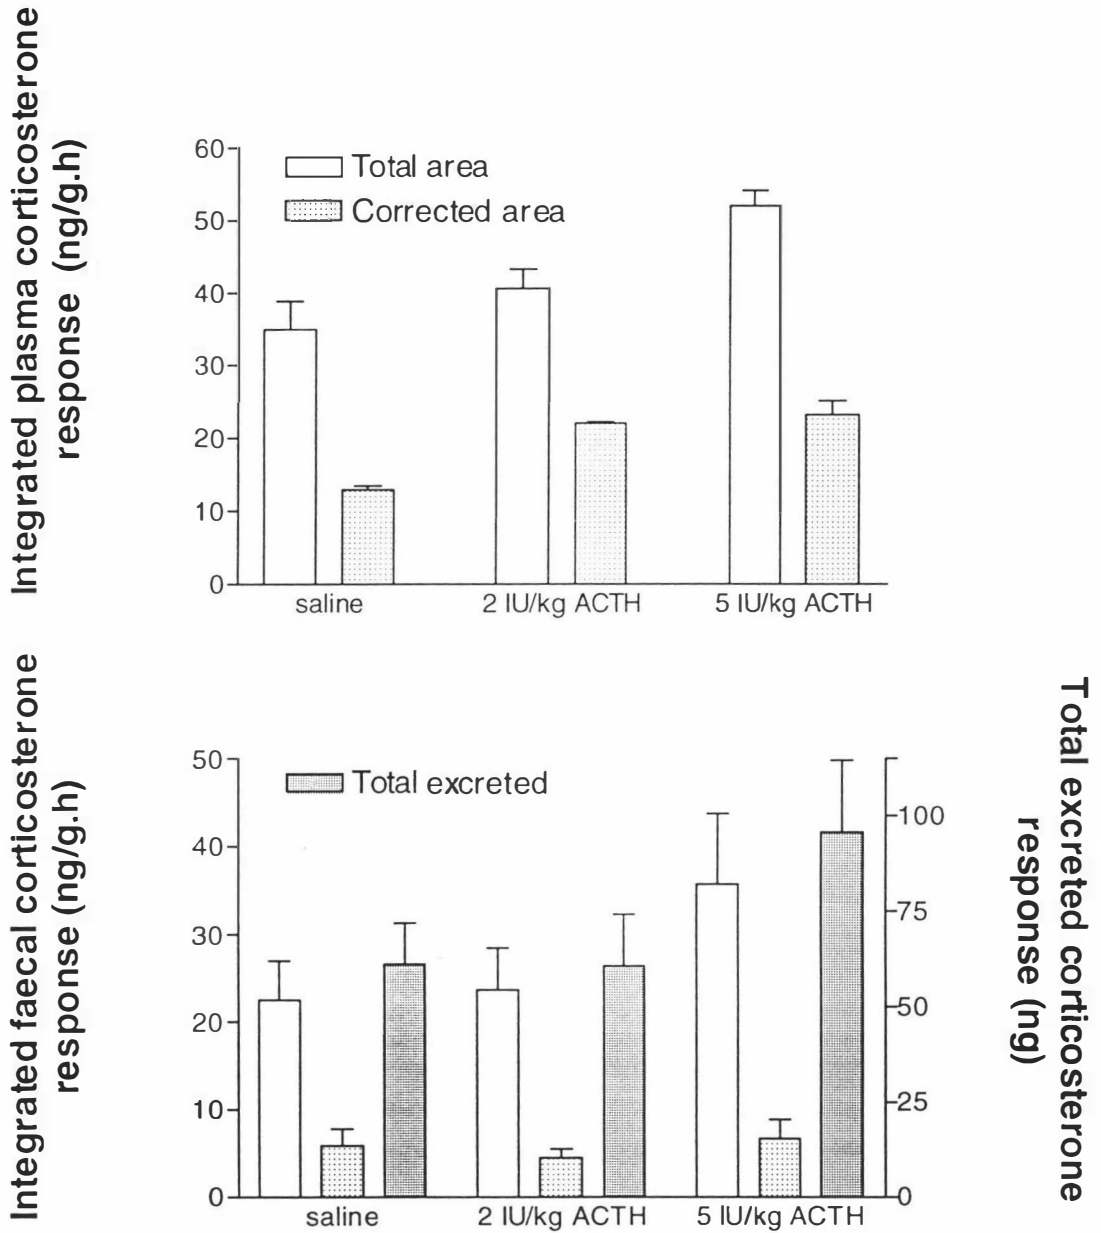 Integrated plasma corticosterone
response (ng/g.h)
60
50
40
30
20
10
0
Total area
Corrected area
saline
2 IU/kg ACTH
5 IU/kg ACTH
Integrated faecal corticosterone
response (ng/g.h)
50
40
30
20
10
0
Total excreted
saline
2 IU/kg ACTH
5 IU/kg ACTH
100
75
50
25
0
Total excreted corticosterone
response (ng)